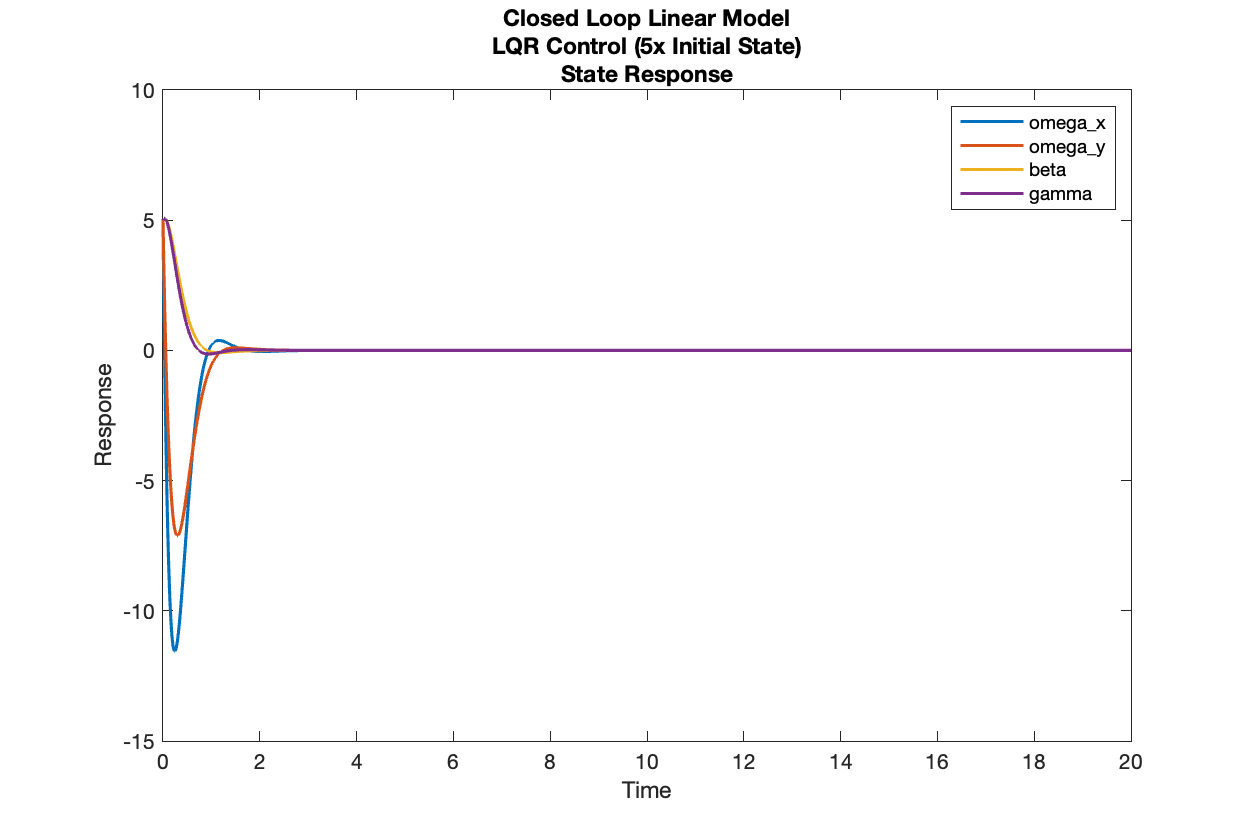 Closed Loop Linear Model
LQR Control (5x Initial State)
State Response
10
5
0
-5
-10
-15
Response
omega_x
omega_y
beta
gamma
0 2 4 6 8 10 12 14 16 18 20
Time